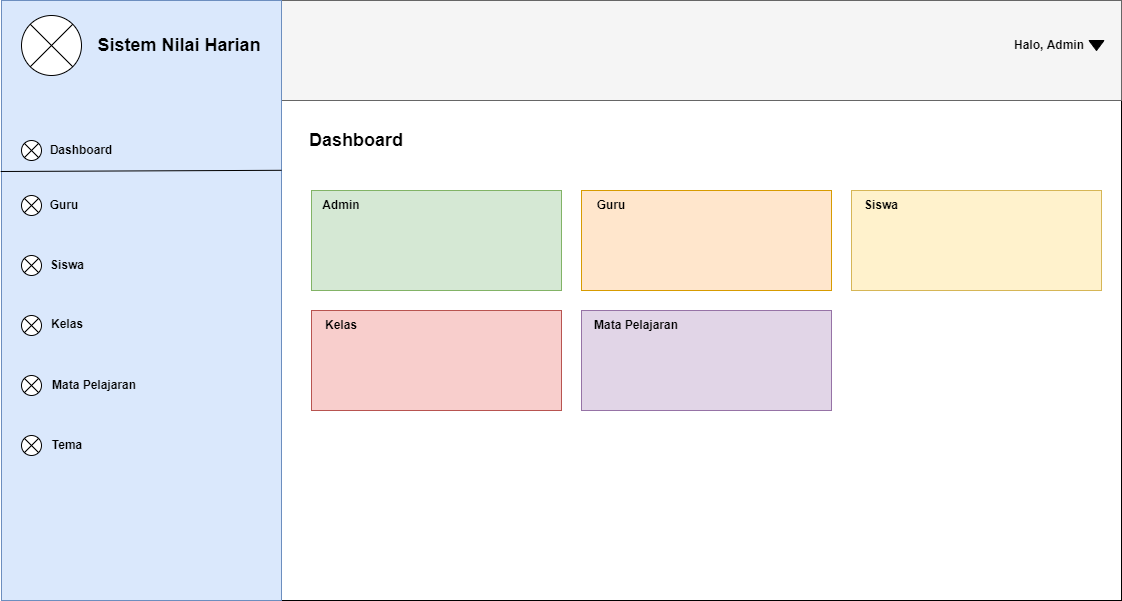 Sistem Nilai Harian
Halo, Admin
Dashboard
Guru
Siswa
Kelas
Mata Pelajaran
Tema
Dashboard
Admin
Guru
Siswa
Kelas
Mata Pelajaran